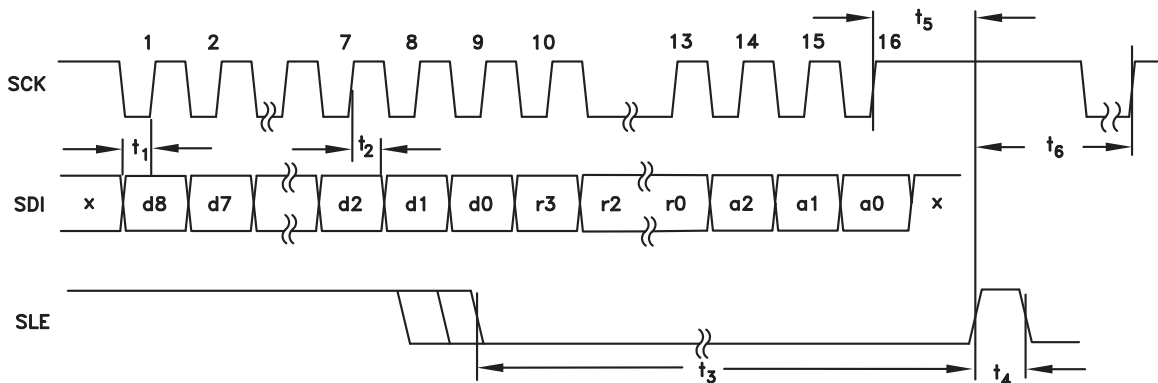 t5
1 2 7 8 9 10 13 14 15 16
SCK
t1 t2 t6
SDI x d8 d7 d2 d1 d0 r3 r2 r0 a2 a1 a0 x
SLE
t3 t4